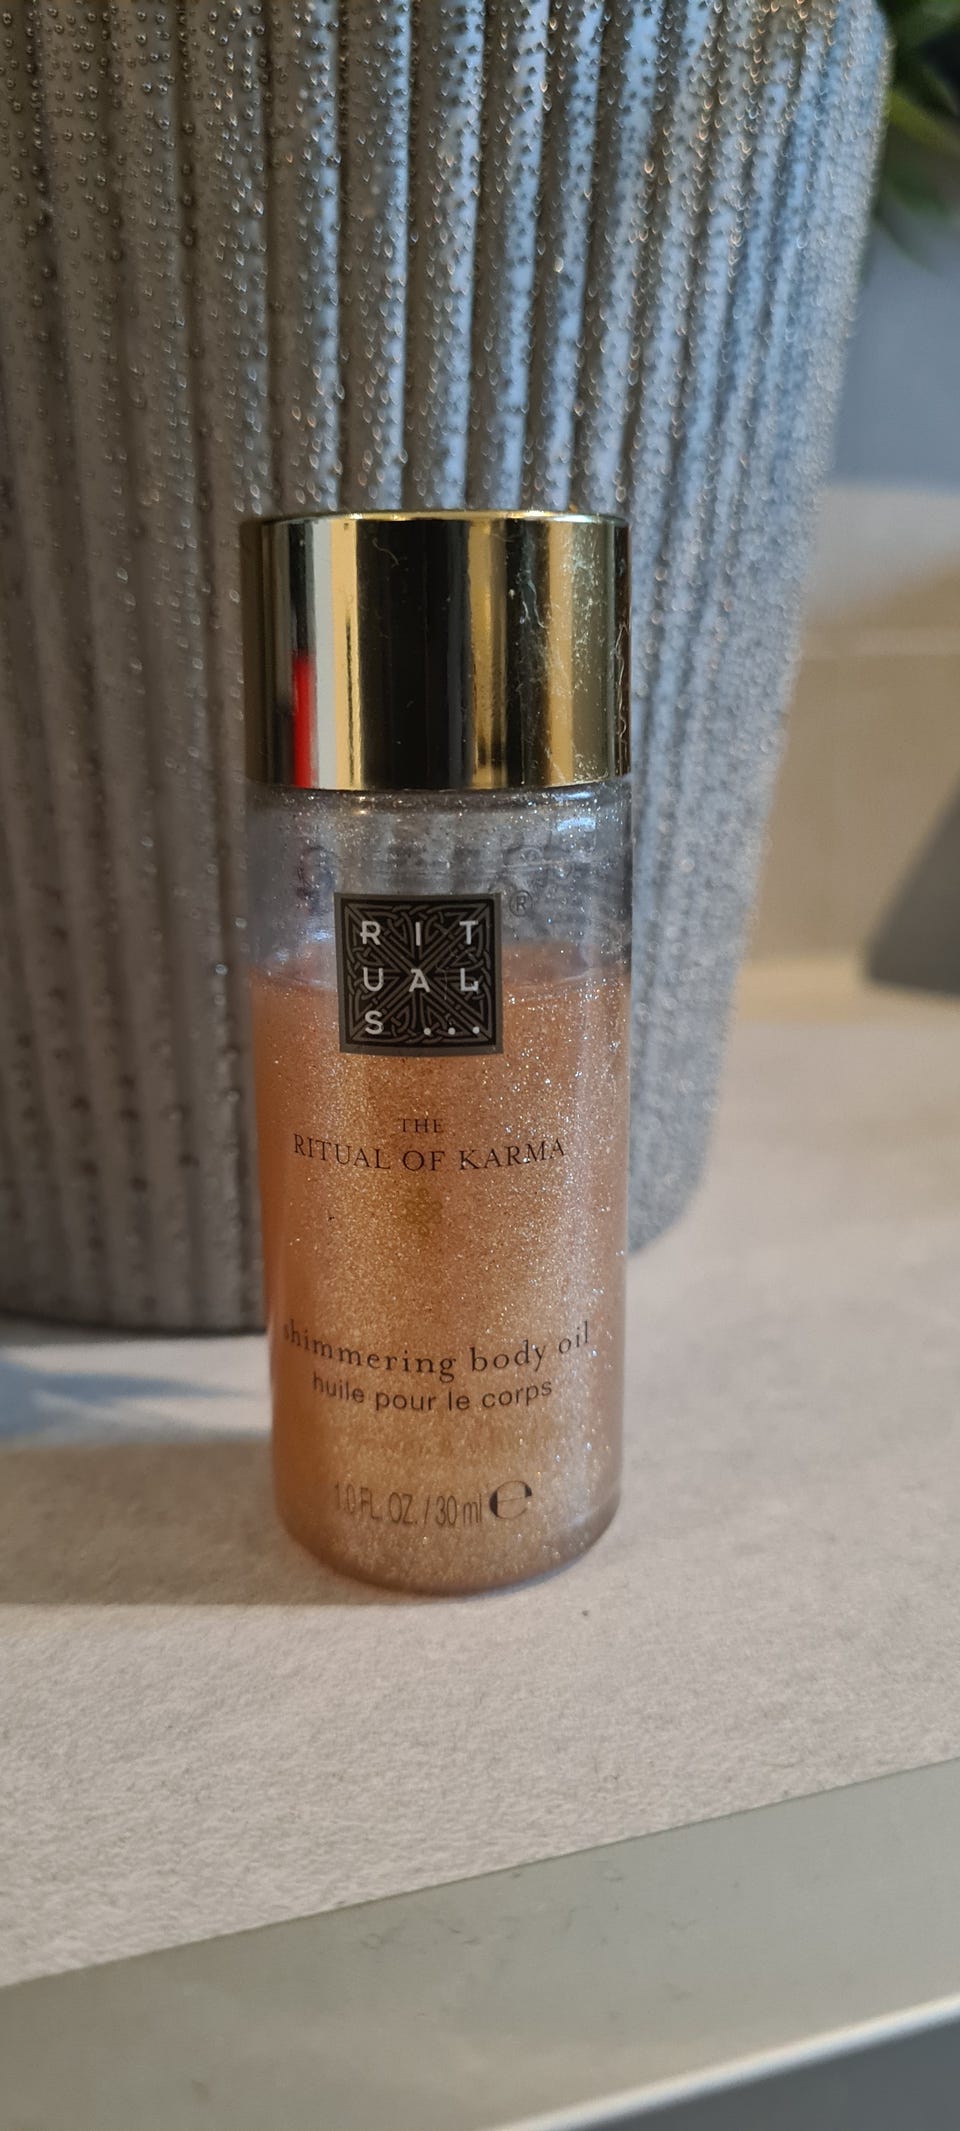 RIT
UAL
S...
®
THE
RITUAL OF KARMA
shimmering body oil
huile pour le corps
1.0 FL. OZ. / 30 ml ℮